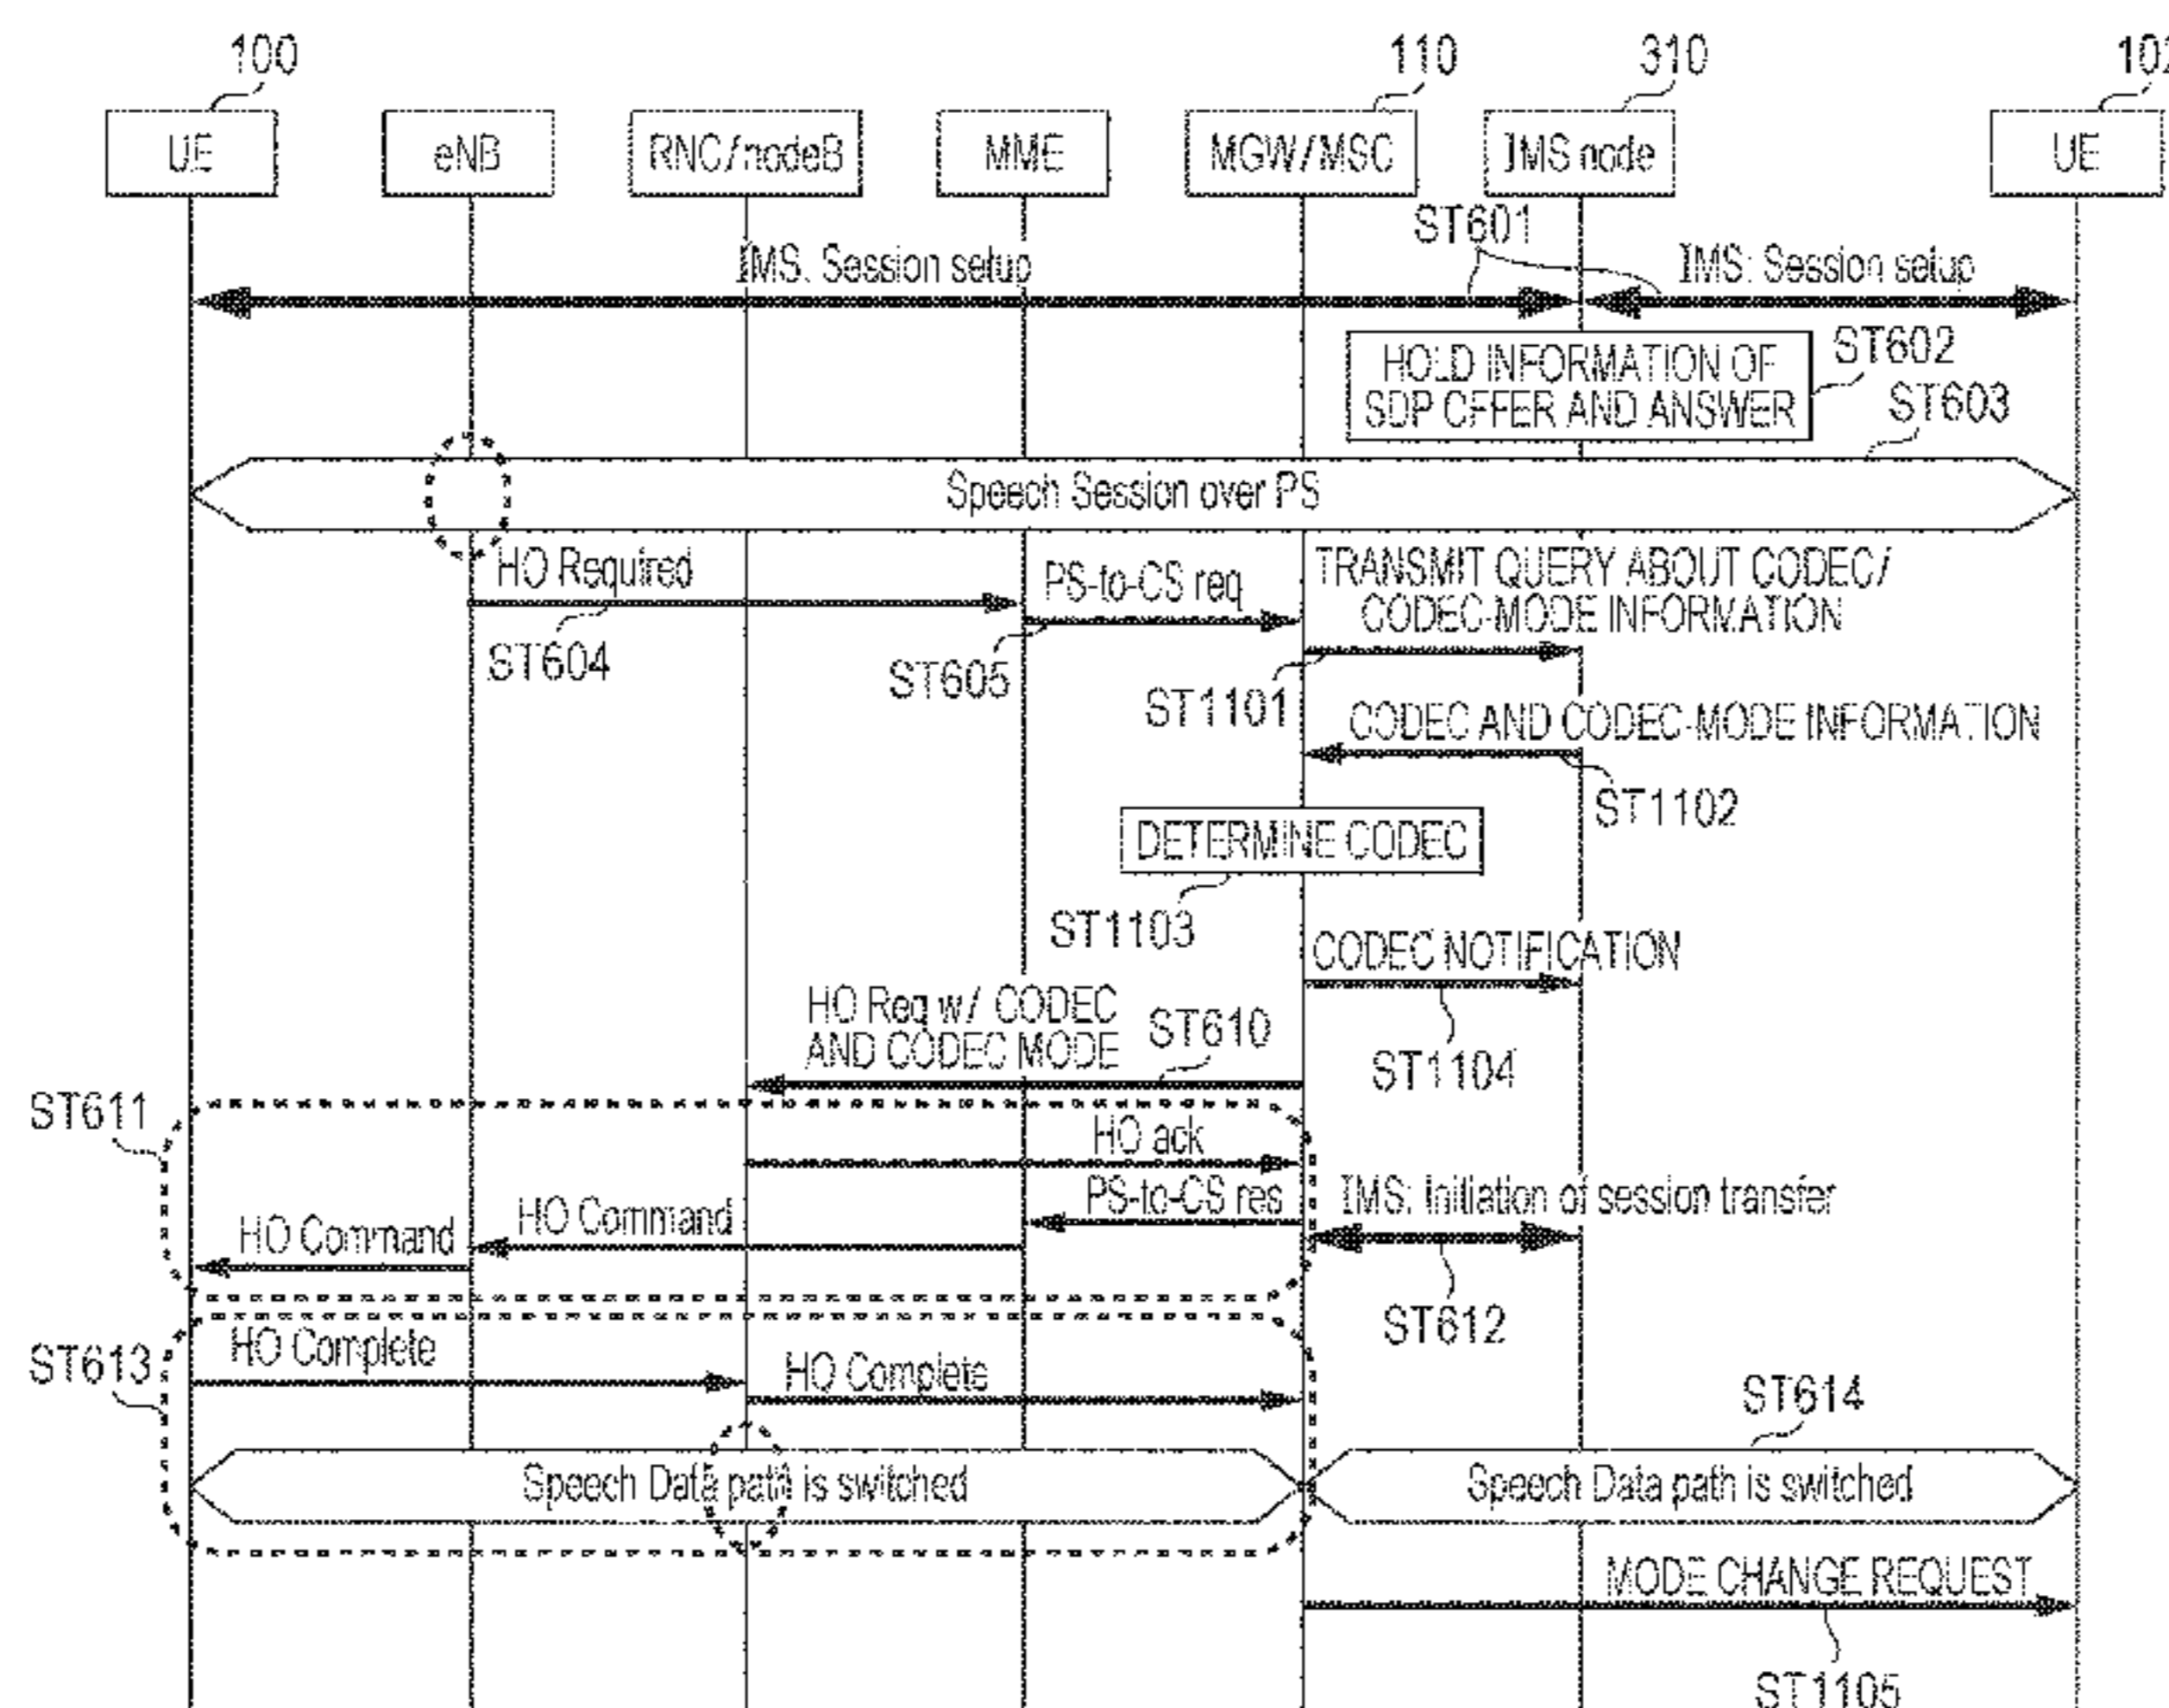 100
110
310
102
UE
eNB
RNC/nodeB
MME
MGW/MSC
IMS node
UE
ST601
IMS: Session setup
IMS: Session setup
HOLD INFORMATION OF
SDP OFFER AND ANSWER
ST602
ST603
Speech Session over PS
HO Required
PS-to-CS req
TRANSMIT QUERY ABOUT CODEC/
CODEC-MODE INFORMATION
ST604
ST605
ST1101
CODEC AND CODEC-MODE INFORMATION
ST1102
DETERMINE CODEC
ST1103
CODEC NOTIFICATION
HO Req w/ CODEC
AND CODEC MODE
ST610
ST1104
ST611
HO ack
PS-to-CS res
IMS: Initiation of session transfer
HO Command
HO Command
ST612
ST613
HO Complete
HO Complete
ST614
Speech Data path is switched
Speech Data path is switched
MODE CHANGE REQUEST
ST1105